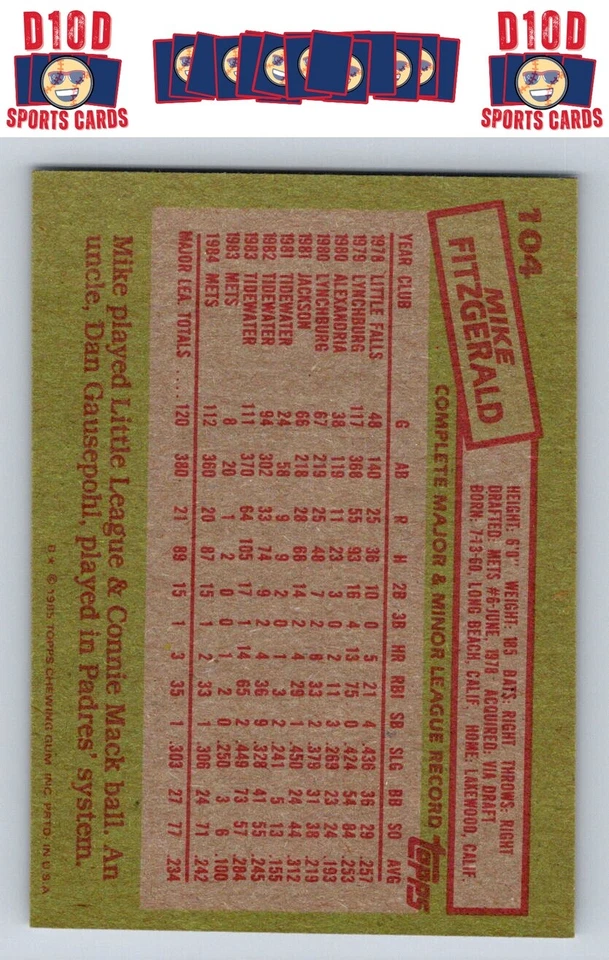 D10D
SPORTS CARDS
D10D
SPORTS CARDS
104
MIKE
FITZGERALD
HEIGHT: 6'0" WEIGHT: 185 BATS: RIGHT THROWS: RIGHT
DRAFTED: METS #6-JUNE, 1978 ACQUIRED: VIA DRAFT
BORN: 7-13-60 LONG BEACH, CALIF. HOME: LAKEWOOD, CALIF.
COMPLETE MAJOR & MINOR LEAGUE RECORD topps
YEAR CLUB G AB R H 2B 3B HR RBI SB SLG BB SO AVG
1978 LITTLE FALLS 48 140 25 36 10 0 5 21 4 .436 36 29 .257
1979 LYNCHBURG 117 368 55 93 16 4 13 75 0 .424 54 84 .253
1980 ALEXANDRIA 38 119 11 23 3 0 2 11 0 .269 23 24 .193
1980 LYNCHBURG 67 219 25 48 7 2 8 33 2 .379 31 38 .219
1981 JACKSON 66 218 28 68 14 2 4 29 1 .450 24 44 .312
1981 TIDEWATER 24 58 9 9 2 0 1 3 2 .241 5 13 .155
1982 TIDEWATER 94 302 33 74 9 2 4 36 9 .328 41 55 .245
1983 TIDEWATER 111 370 64 105 17 1 14 65 2 .449 73 57 .284
1983 METS 8 20 1 2 0 0 1 2 0 .250 3 6 .100
1984 METS 112 360 20 87 15 1 2 33 1 .306 24 71 .242
MAJOR LEA. TOTALS .... 120 380 21 89 15 1 3 35 1 .303 27 77 .234
Mike played Little League & Connie Mack ball. An
uncle, Dan Gausepohl, played in Padres' system.
B★ ©1985 TOPPS CHEWING GUM, INC. PRTD. IN U.S.A.